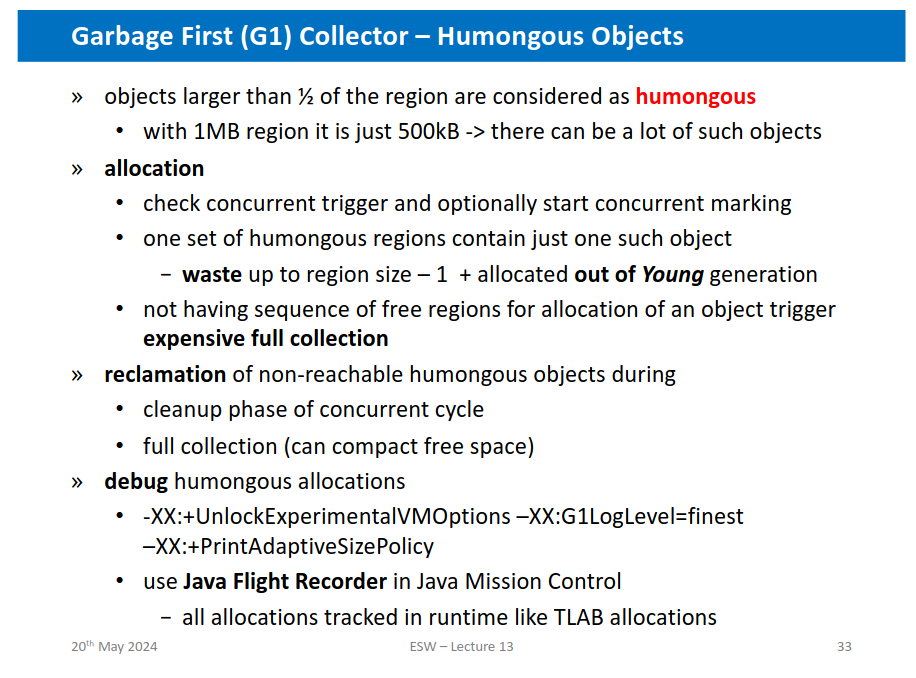 Garbage First (G1) Collector – Humongous Objects
» objects larger than ½ of the region are considered as humongous
• with 1MB region it is just 500kB -> there can be a lot of such objects
» allocation
• check concurrent trigger and optionally start concurrent marking
• one set of humongous regions contain just one such object
– waste up to region size – 1 + allocated out of Young generation
• not having sequence of free regions for allocation of an object trigger
expensive full collection
» reclamation of non-reachable humongous objects during
• cleanup phase of concurrent cycle
• full collection (can compact free space)
» debug humongous allocations
• -XX:+UnlockExperimentalVMOptions –XX:G1LogLevel=finest
–XX:+PrintAdaptiveSizePolicy
• use Java Flight Recorder in Java Mission Control
– all allocations tracked in runtime like TLAB allocations
20th May 2024 ESW – Lecture 13 33